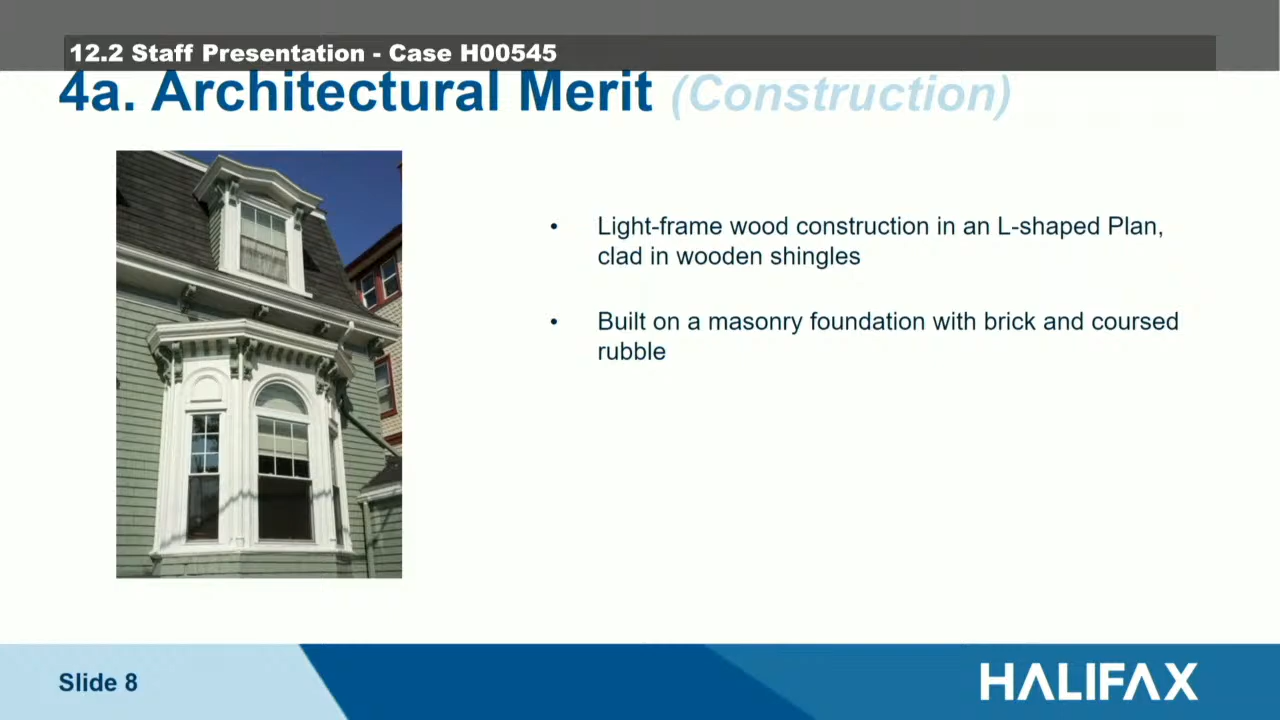 12.2 Staff Presentation - Case H00545
4a. Architectural Merit (Construction)
• Light-frame wood construction in an L-shaped Plan,
clad in wooden shingles
• Built on a masonry foundation with brick and coursed
rubble
Slide 8
HALIFAX